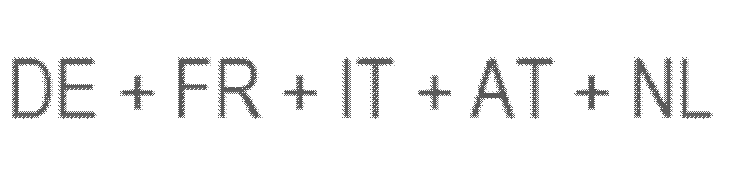 DE + FR + IT + AT + NL